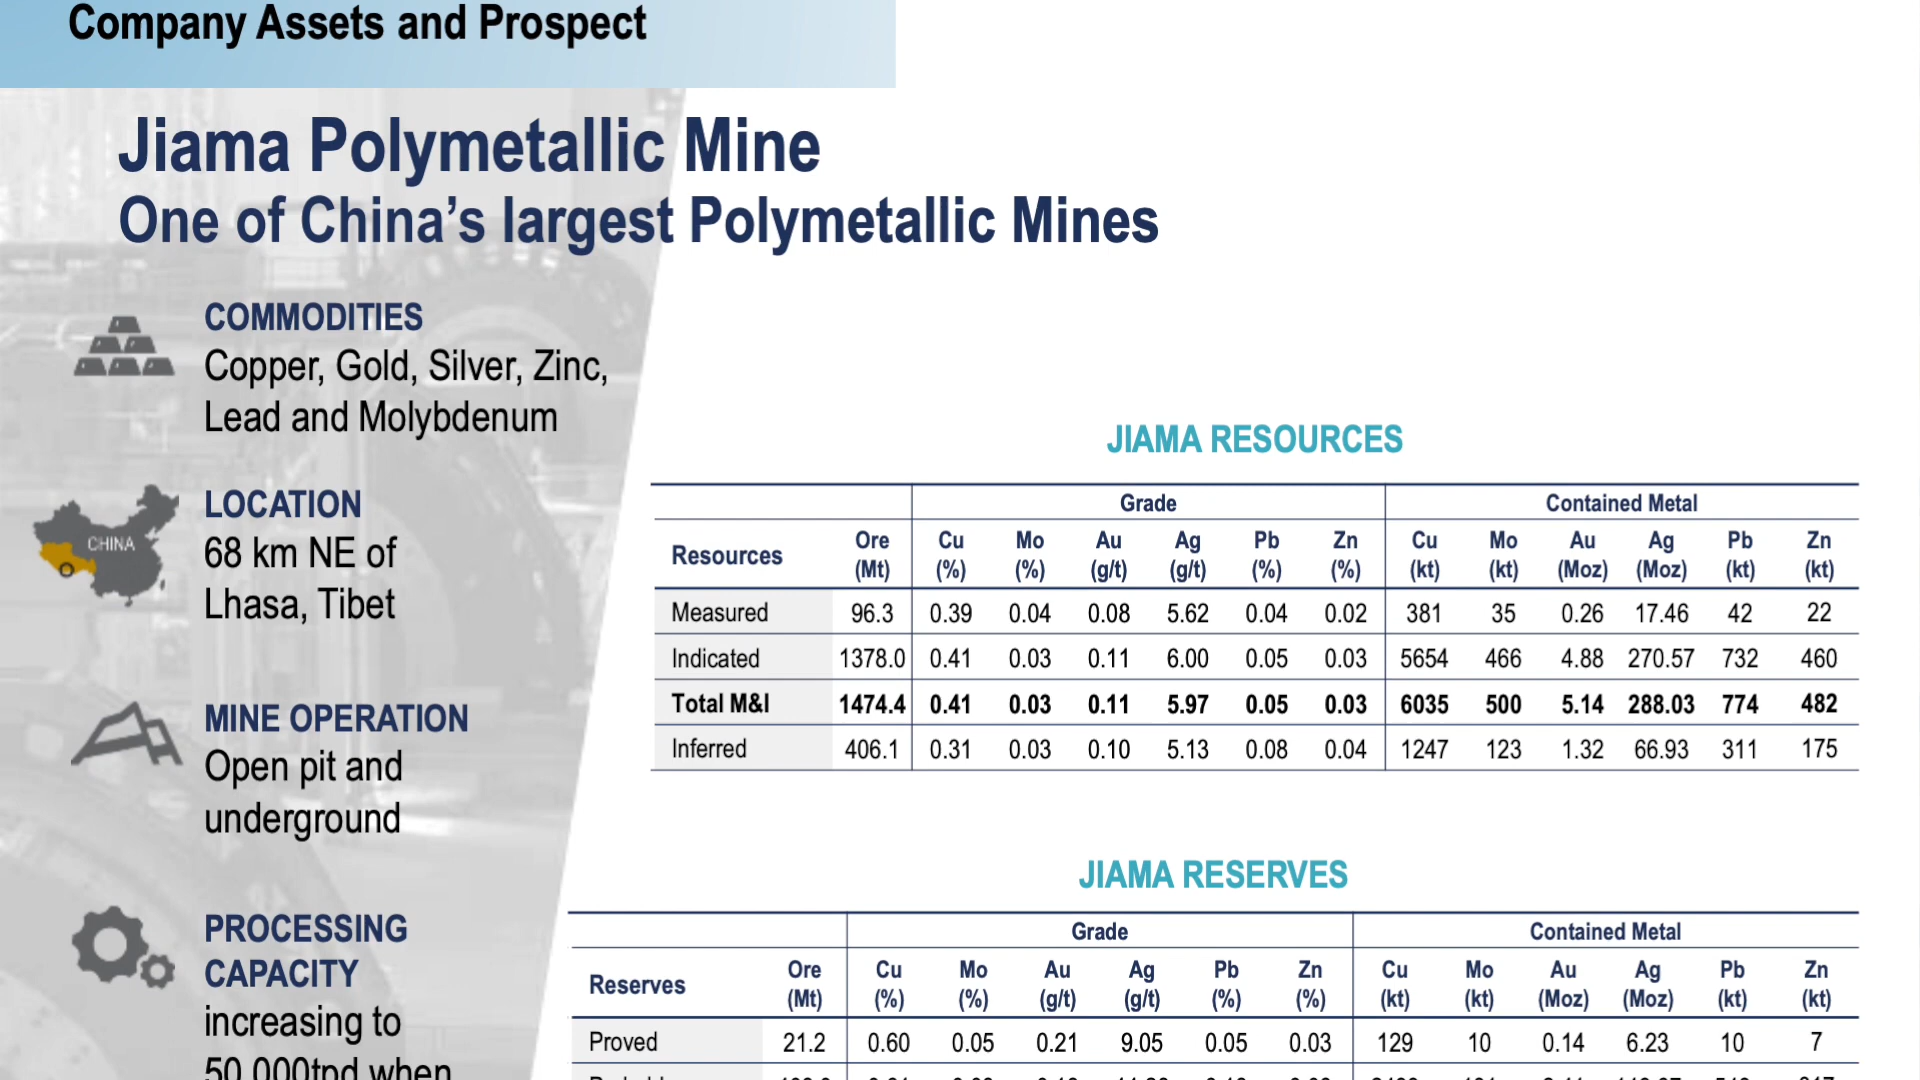 Company Assets and Prospect
Jiama Polymetallic Mine
One of China’s largest Polymetallic Mines
COMMODITIES
Copper, Gold, Silver, Zinc,
Lead and Molybdenum
LOCATION
CHINA
68 km NE of
Lhasa, Tibet
MINE OPERATION
Open pit and
underground
PROCESSING
CAPACITY
increasing to
50,000tpd when
JIAMA RESOURCES
Grade Contained Metal
Resources Ore (Mt) Cu (%) Mo (%) Au (g/t) Ag (g/t) Pb (%) Zn (%) Cu (kt) Mo (kt) Au (Moz) Ag (Moz) Pb (kt) Zn (kt)
Measured 96.3 0.39 0.04 0.08 5.62 0.04 0.02 381 35 0.26 17.46 42 22
Indicated 1378.0 0.41 0.03 0.11 6.00 0.05 0.03 5654 466 4.88 270.57 732 460
Total M&I 1474.4 0.41 0.03 0.11 5.97 0.05 0.03 6035 500 5.14 288.03 774 482
Inferred 406.1 0.31 0.03 0.10 5.13 0.08 0.04 1247 123 1.32 66.93 311 175
JIAMA RESERVES
Grade Contained Metal
Reserves Ore (Mt) Cu (%) Mo (%) Au (g/t) Ag (g/t) Pb (%) Zn (%) Cu (kt) Mo (kt) Au (Moz) Ag (Moz) Pb (kt) Zn (kt)
Proved 21.2 0.60 0.05 0.21 9.05 0.05 0.03 129 10 0.14 6.23 10 7